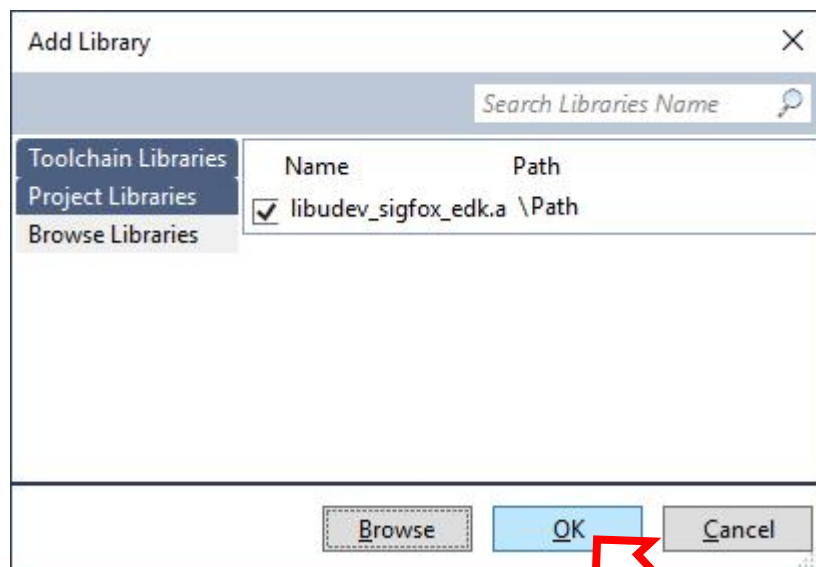 Add Library
Search Libraries Name
Toolchain Libraries
Project Libraries
Browse Libraries
Name Path
libudev_sigfox_edk.a \Path
Browse OK Cancel